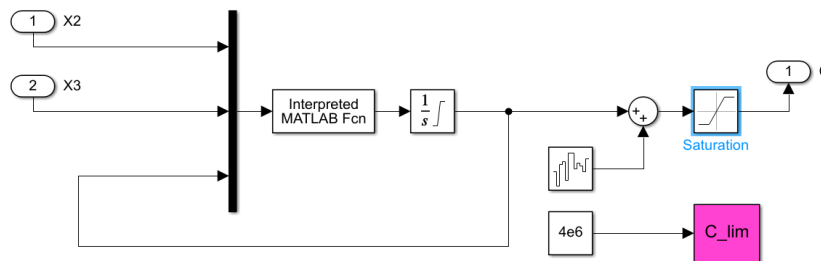 1 X2
2 X3
Interpreted
MATLAB Fcn
1
s
+
+
Saturation
1
4e6
C_lim